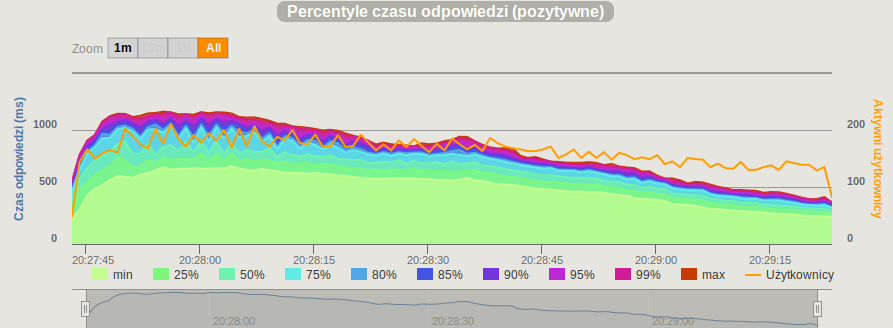 Percentyle czasu odpowiedzi (pozytywne)
Zoom 1m 10m 1H All
Czas odpowiedzi (ms)
1000
500
0
Aktywni użytkownicy
200
100
0
20:27:45 20:28:00 20:28:15 20:28:30 20:28:45 20:29:00 20:29:15
min 25% 50% 75% 80% 85% 90% 95% 99% max Użytkownicy
20:28:00 20:28:30 20:29:00